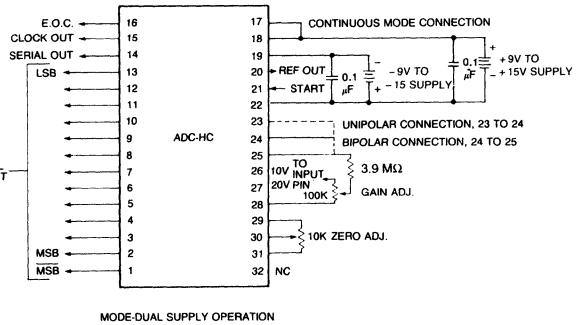 E.O.C. 16 17 CONTINUOUS MODE CONNECTION
CLOCK OUT 15 18
SERIAL OUT 14 19 − +
LSB 13 20 REF OUT 0.1 µF −9V TO 0.1 µF +9V TO
12 21 START + −15 SUPPLY − +15V SUPPLY
11 22
10 23 UNIPOLAR CONNECTION, 23 TO 24
ADC-HC
9 24 BIPOLAR CONNECTION, 24 TO 25
8 25 TO 3.9 MΩ
7 26 10V INPUT
6 27 20V PIN GAIN ADJ.
5 28 100K
4 29
3 30 10K ZERO ADJ.
MSB 2 31
MSB 1 32 NC
T
MODE-DUAL SUPPLY OPERATION